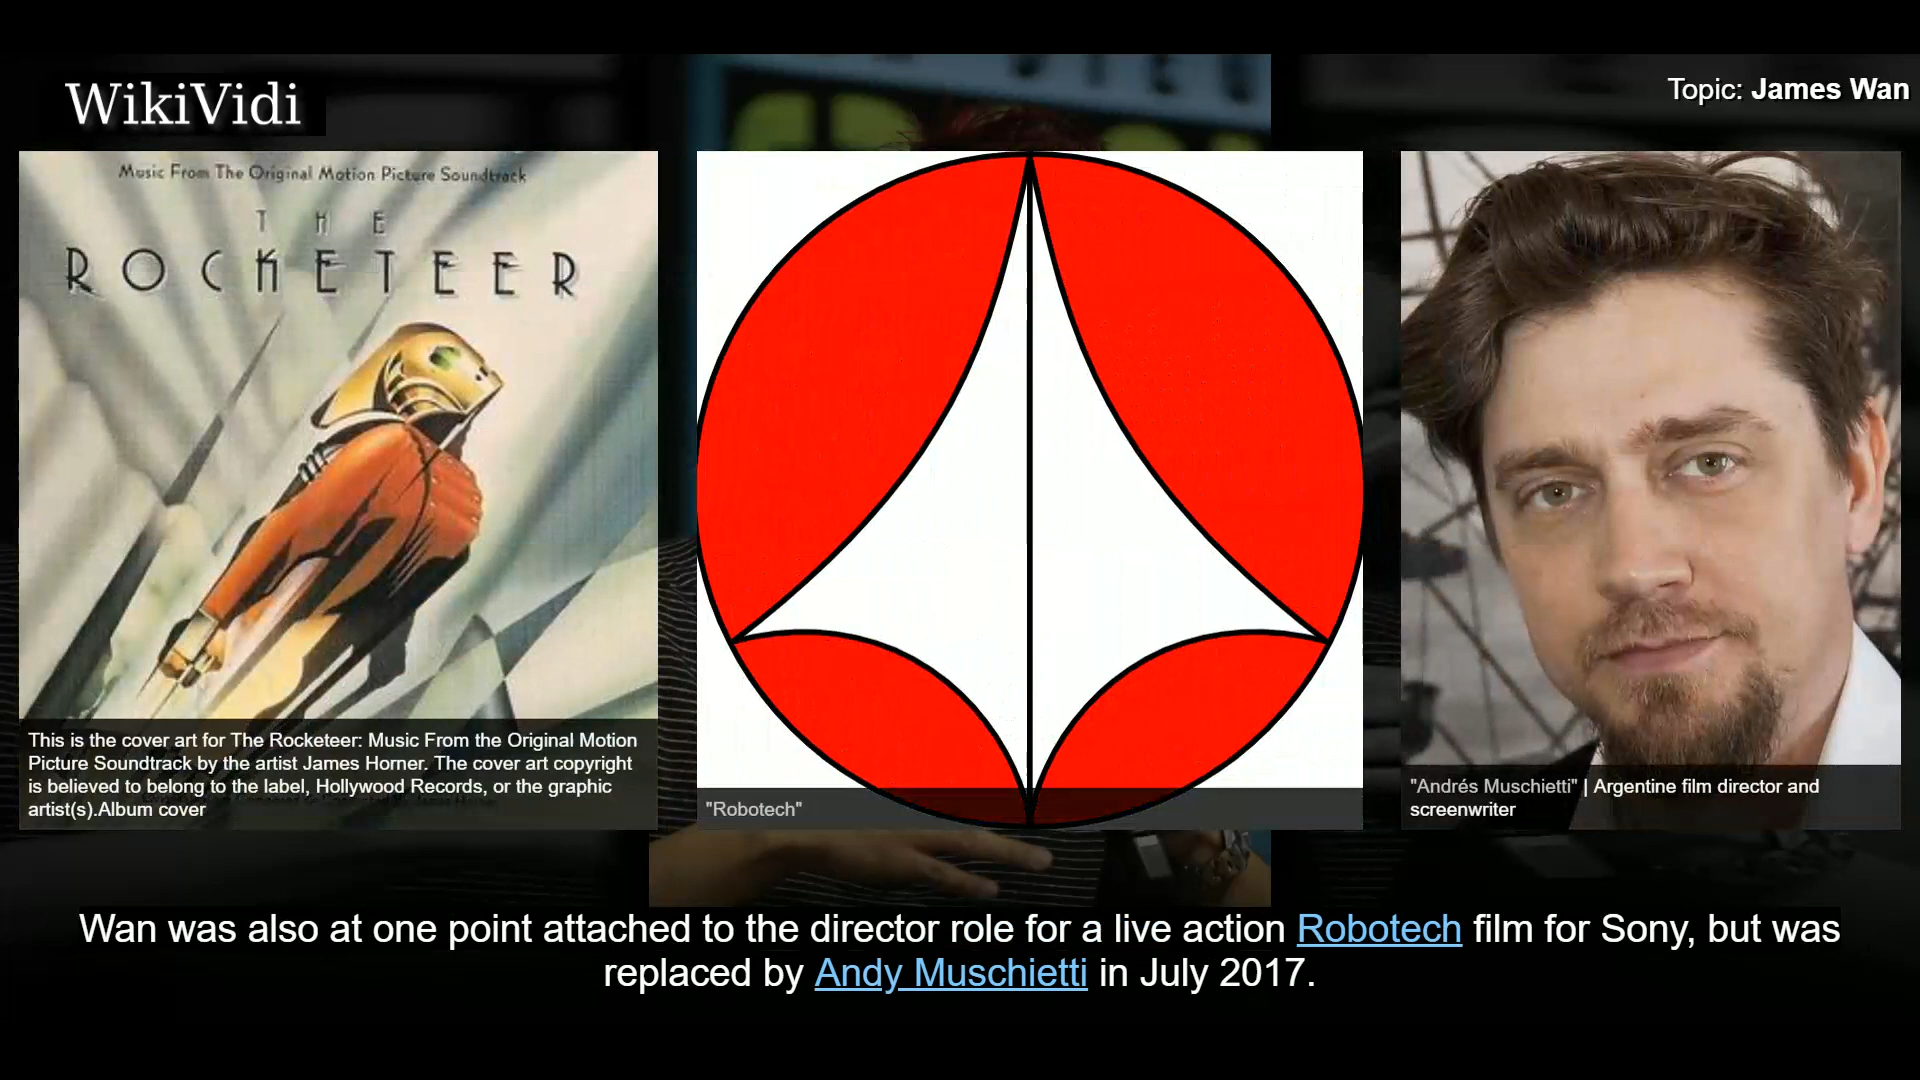 WikiVidi
Topic: James Wan
Music From The Original Motion Picture Soundtrack
THE
ROCKETEER
This is the cover art for The Rocketeer: Music From the Original Motion
Picture Soundtrack by the artist James Horner. The cover art copyright
is believed to belong to the label, Hollywood Records, or the graphic
artist(s).Album cover
"Robotech"
"Andrés Muschietti" | Argentine film director and
screenwriter
Wan was also at one point attached to the director role for a live action Robotech film for Sony, but was
replaced by Andy Muschietti in July 2017.